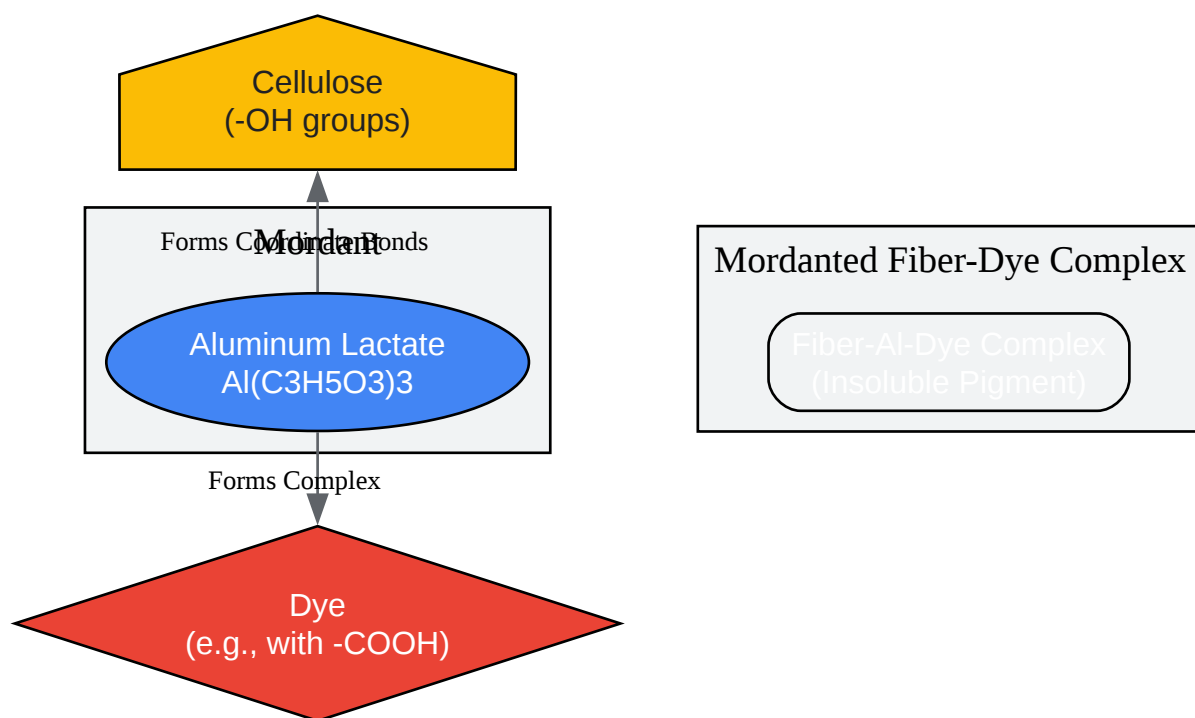 Cellulose
(-OH groups)
Forms Coordinate Bonds
Mordant
Aluminum Lactate
Al(C3H5O3)3
Forms Complex
Dye
(e.g., with -COOH)
Mordanted Fiber-Dye Complex
Fiber-Al-Dye Complex
(Insoluble Pigment)